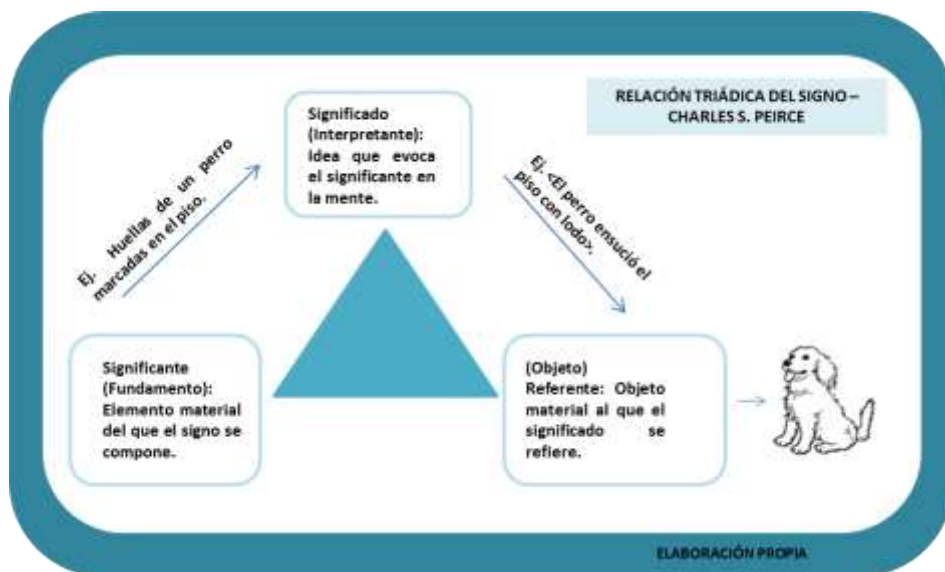 RELACIÓN TRIÁDICA DEL SIGNO –
CHARLES S. PEIRCE
Significado
(Interpretante):
Idea que evoca
el significante en
la mente.
Ej. Huellas de un perro
marcadas en el piso.
Ej. <El perro ensució el
piso con lodo>.
Significante
(Fundamento):
Elemento material
del que el signo se
compone.
(Objeto)
Referente: Objeto
material al que el
significado se
refiere.
ELABORACIÓN PROPIA